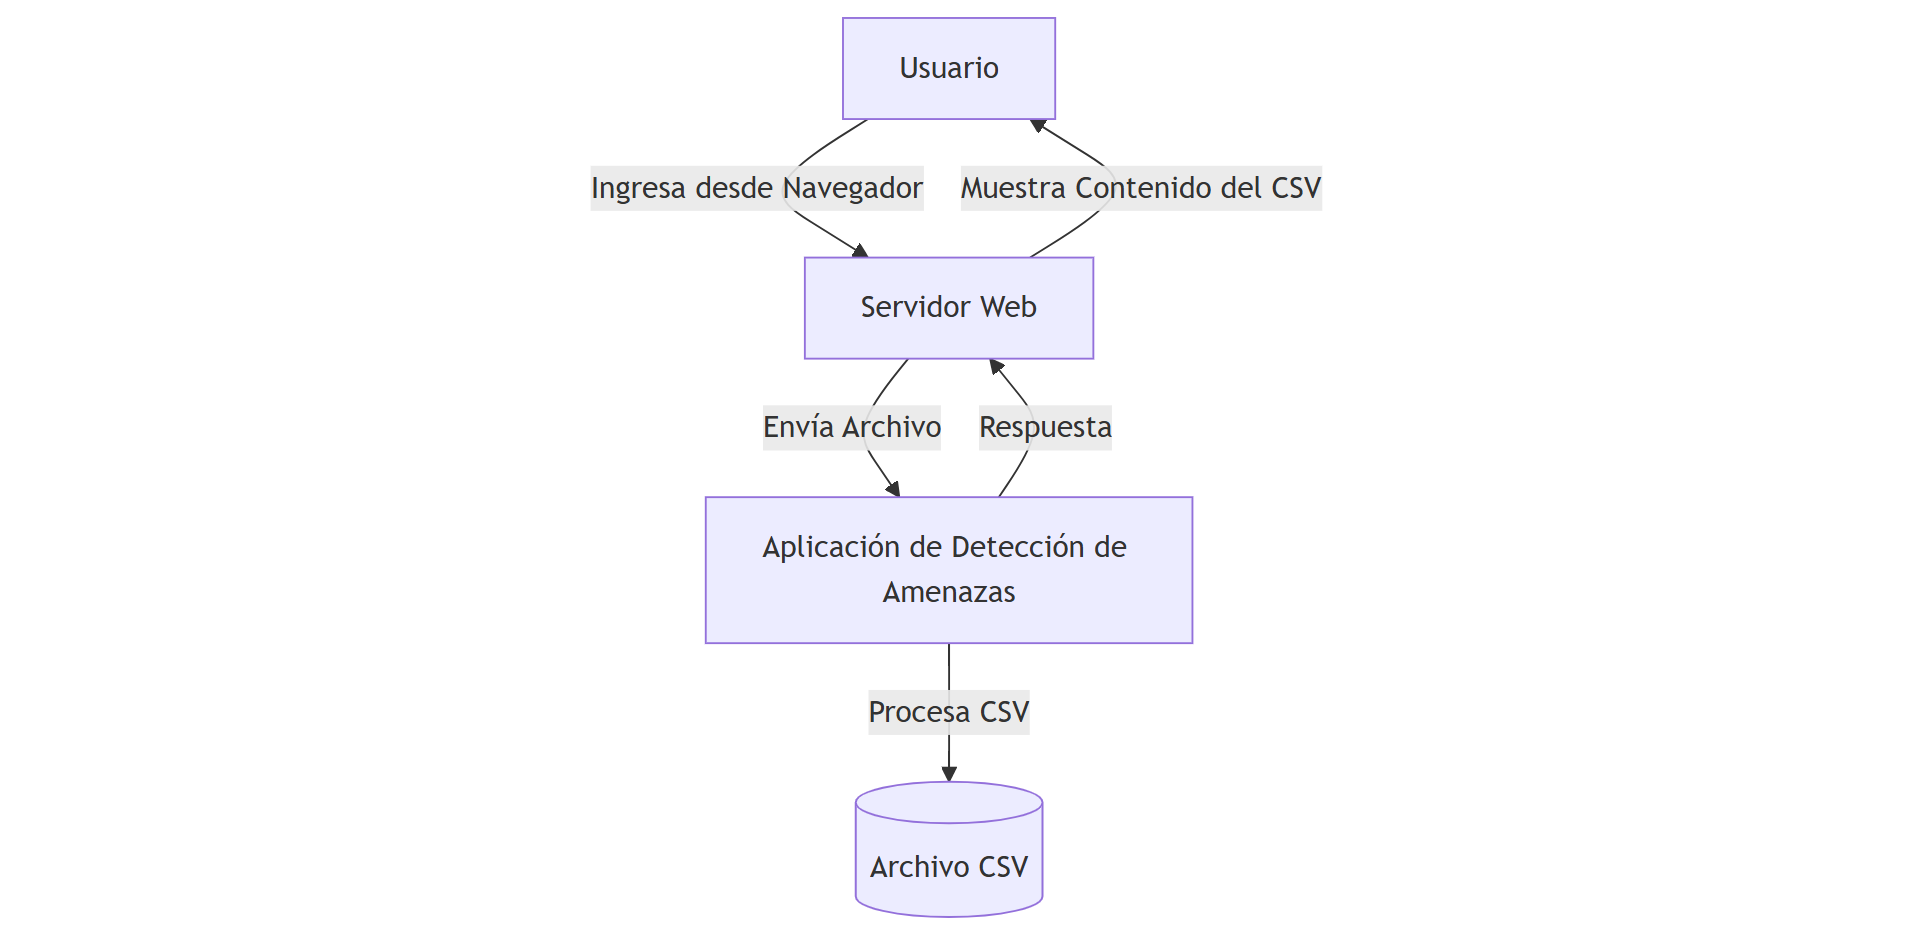 Usuario
Ingresa desde Navegador
Muestra Contenido del CSV
Servidor Web
Envía Archivo
Respuesta
Aplicación de Detección de
Amenazas
Procesa CSV
Archivo CSV